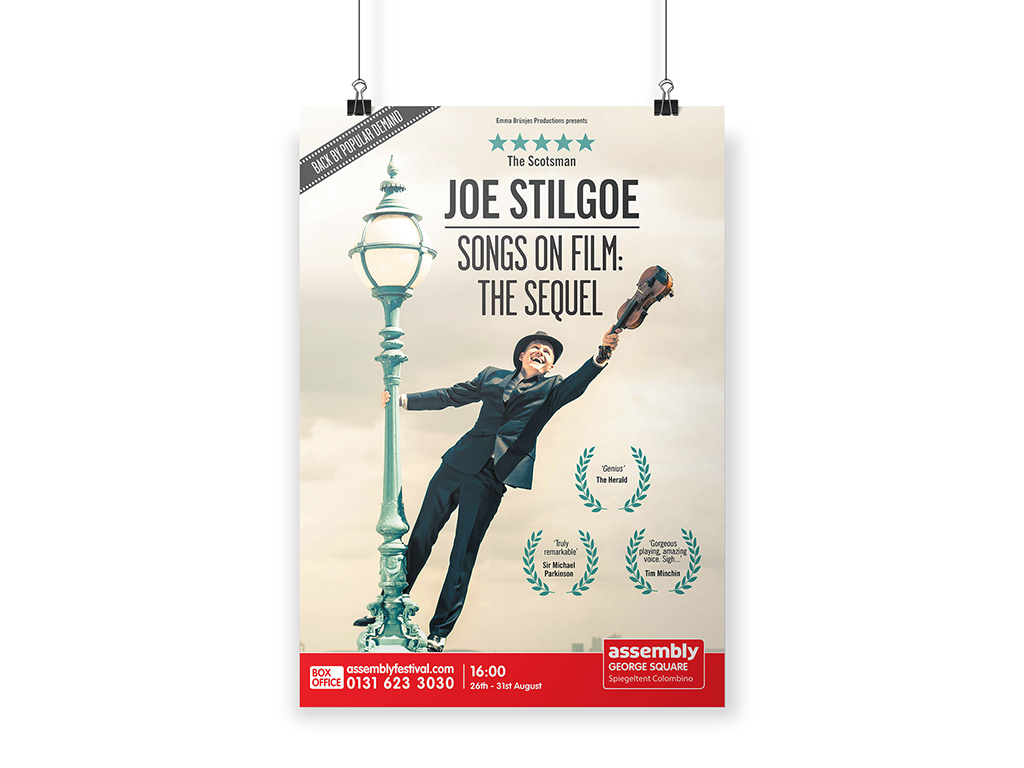 BACK BY POPULAR DEMAND
Emma Brünjes Productions presents
The Scotsman
JOE STILGOE
SONGS ON FILM:
THE SEQUEL
'Genius'
The Herald
'Truly
remarkable'
Sir Michael
Parkinson
'Gorgeous
playing, amazing
voice. Sigh...'
Tim Minchin
BOX
OFFICE
assemblyfestival.com
0131 623 3030
16:00
26th - 31st August
assembly
GEORGE SQUARE
Spiegeltent Colombino